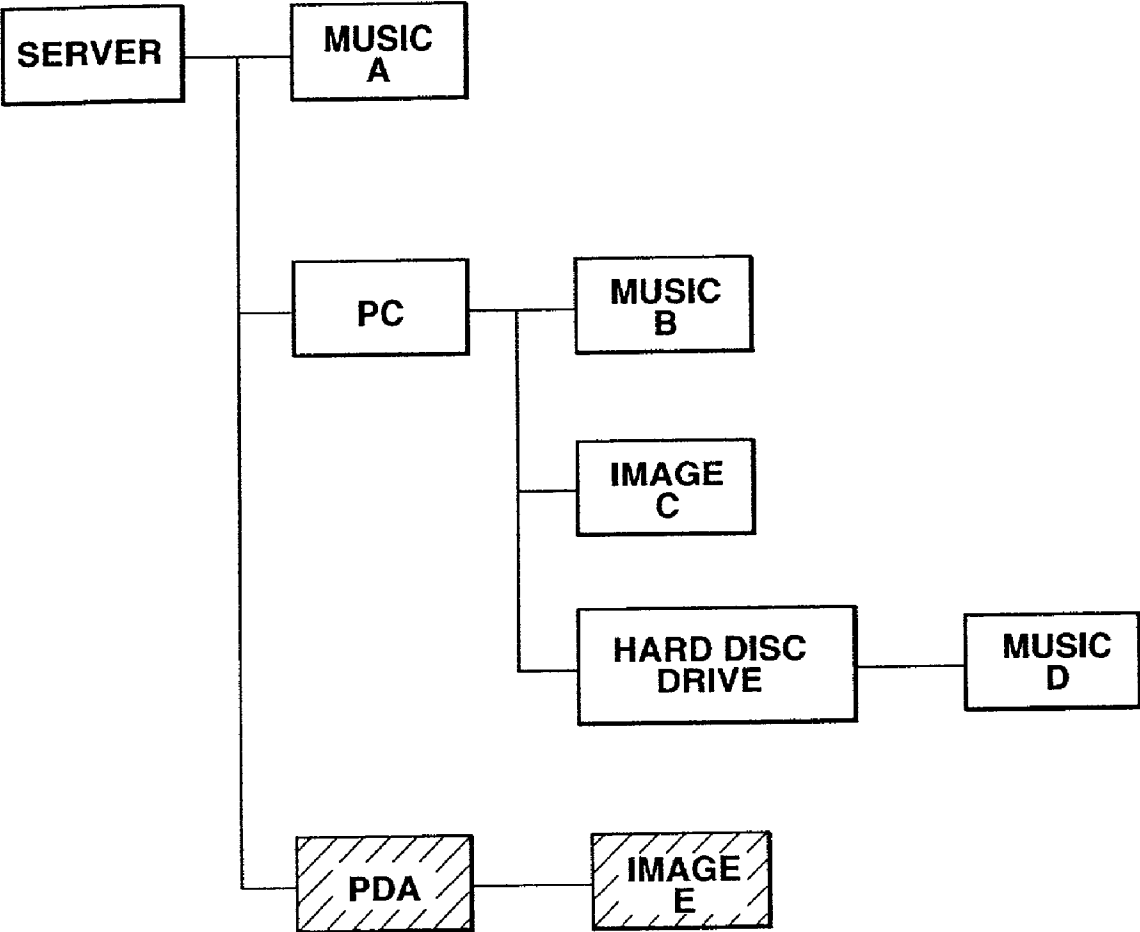 SERVER
MUSIC
A
PC
MUSIC
B
IMAGE
C
HARD DISC
DRIVE
MUSIC
D
PDA
IMAGE
E